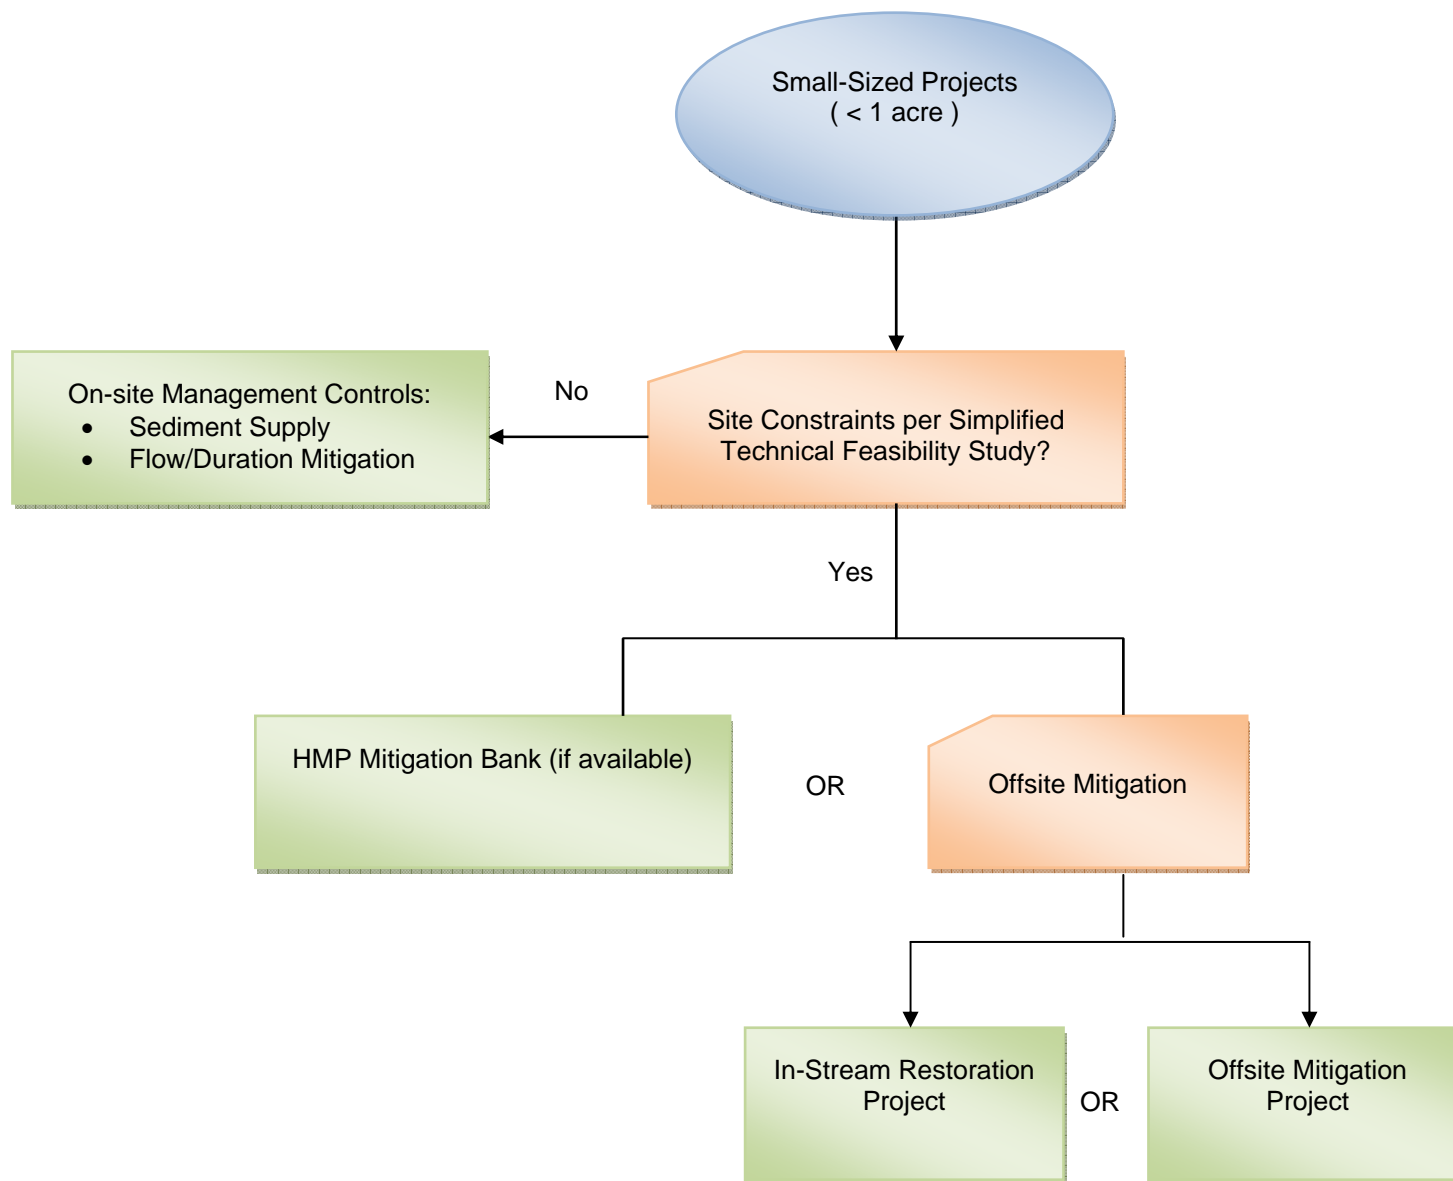 Small-Sized Projects
( < 1 acre )
No
On-site Management Controls:
• Sediment Supply
• Flow/Duration Mitigation
Site Constraints per Simplified
Technical Feasibility Study?
Yes
HMP Mitigation Bank (if available)
OR
Offsite Mitigation
In-Stream Restoration
Project
OR
Offsite Mitigation
Project